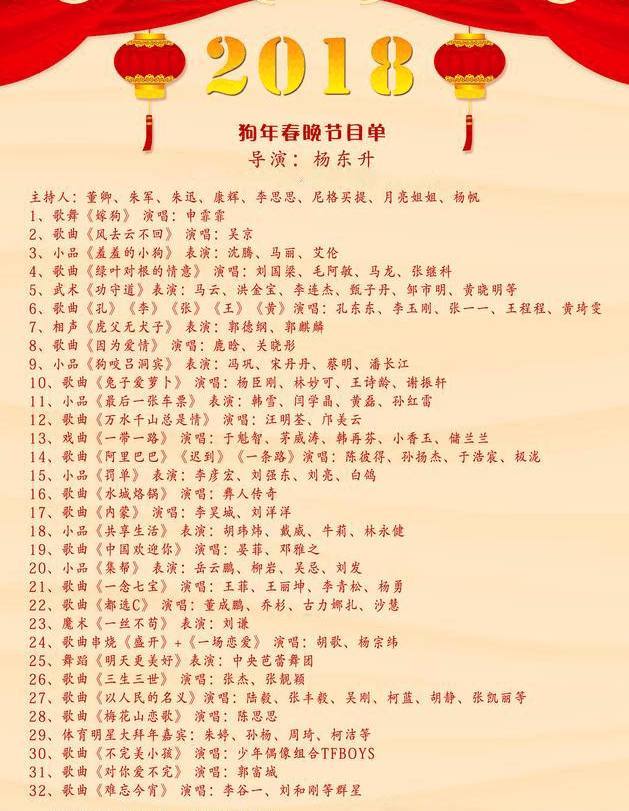 2018
狗年春晚节目单
导演：杨东升
主持人：董卿、朱军、朱迅、康辉、李思思、尼格买提、月亮姐姐、杨帆
1、歌舞《嫁狗》 演唱：申霏霏
2、歌曲《风去云不回》 演唱：吴京
3、小品《羞羞的小狗》 表演：沈腾、马丽、艾伦
4、歌曲《绿叶对根的情意》 演唱：刘国梁、毛阿敏、马龙、张继科
5、武术《功守道》表演：马云、洪金宝、李连杰、甄子丹、邹市明、黄晓明等
6、歌曲《孔》《李》《张》《王》《黄》演唱：孔东东、李玉刚、张一一、王程程、黄琦雯
7、相声《虎父无犬子》 表演：郭德纲、郭麒麟
8、歌曲《因为爱情》 演唱：鹿晗、关晓彤
9、小品《狗咬吕洞宾》 表演：冯巩、宋丹丹、蔡明、潘长江
10、歌曲《兔子爱萝卜》 演唱：杨臣刚、林妙可、王诗龄、谢振轩
11、小品《最后一张车票》 表演：韩雪、闫学晶、黄磊、孙红雷
12、歌曲《万水千山总是情》 演唱：汪明荃、邝美云
13、戏曲《一带一路》 演唱：于魁智、茅威涛、韩再芬、小香玉、储兰兰
14、歌曲《阿里巴巴》《迟到》《一条路》演唱：陈彼得、孙扬杰、于浩宸、极泷
15、小品《罚单》 表演：李彦宏、刘强东、刘亮、白鸽
16、歌曲《水城烙锅》 演唱：彝人传奇
17、歌曲《内蒙》 演唱：李昊城、刘洋洋
18、小品《共享生活》 表演：胡玮炜、戴威、牛莉、林永健
19、歌曲《中国欢迎你》 演唱：晏菲、邓雅之
20、小品《集帮》 表演：岳云鹏、柳岩、吴忌、刘发
21、歌曲《一念七宝》 演唱：王菲、王丽坤、李青松、杨勇
22、歌曲《都选C》 演唱：董成鹏、乔杉、古力娜扎、沙慧
23、魔术《一丝不苟》 表演：刘谦
24、歌曲串烧《盛开》+《一场恋爱》 演唱：胡歌、杨宗纬
25、舞蹈《明天更美好》表演：中央芭蕾舞团
26、歌曲《三生三世》 演唱：张杰、张靓颖
27、歌曲《以人民的名义》演唱：陆毅、张丰毅、吴刚、柯蓝、胡静、张凯丽等
28、歌曲《梅花山恋歌》 演唱：陈思思
29、体育明星大拜年嘉宾：朱婷、孙杨、周琦、柯洁等
30、歌曲《不完美小孩》 演唱：少年偶像组合TFBOYS
31、歌曲《对你爱不完》 演唱：郭富城
32、歌曲《难忘今宵》 演唱：李谷一、刘和刚等群星